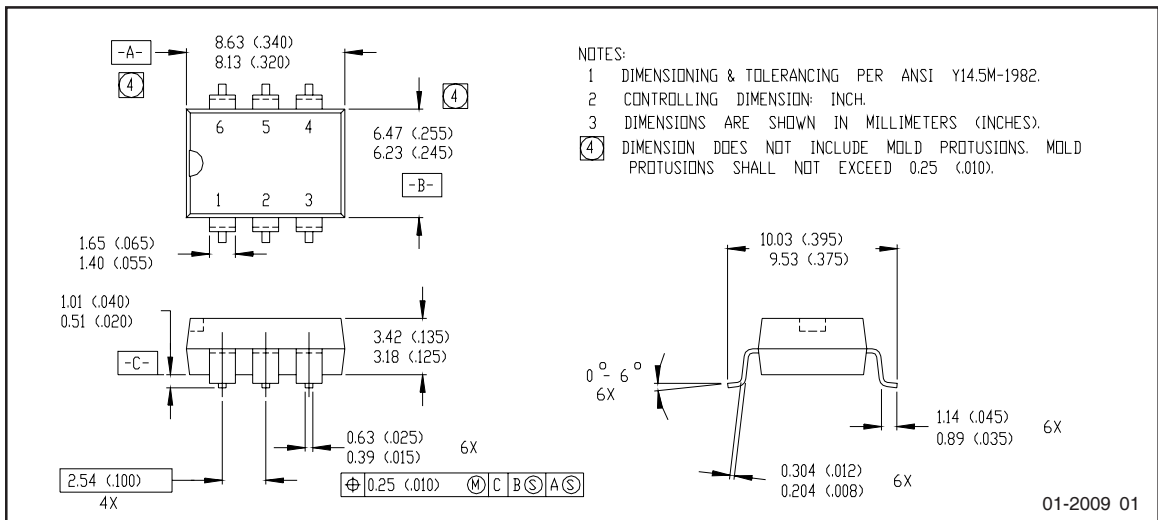 -A-
8.63 (.340)
8.13 (.320)
4
4
6 5 4
6.47 (.255)
6.23 (.245)
-B-
1 2 3
1.65 (.065)
1.40 (.055)
NOTES:
1 DIMENSIONING & TOLERANCING PER ANSI Y14.5M-1982.
2 CONTROLLING DIMENSION: INCH.
3 DIMENSIONS ARE SHOWN IN MILLIMETERS (INCHES).
4 DIMENSION DOES NOT INCLUDE MOLD PROTUSIONS. MOLD
PROTUSIONS SHALL NOT EXCEED 0.25 (.010).
1.01 (.040)
0.51 (.020)
-C-
3.42 (.135)
3.18 (.125)
0.63 (.025)
0.39 (.015)
6X
2.54 (.100)
4X
⌖ 0.25 (.010) Ⓜ C B Ⓢ A Ⓢ
10.03 (.395)
9.53 (.375)
0° - 6°
6X
1.14 (.045)
0.89 (.035)
6X
0.304 (.012)
0.204 (.008)
6X
01-2009 01